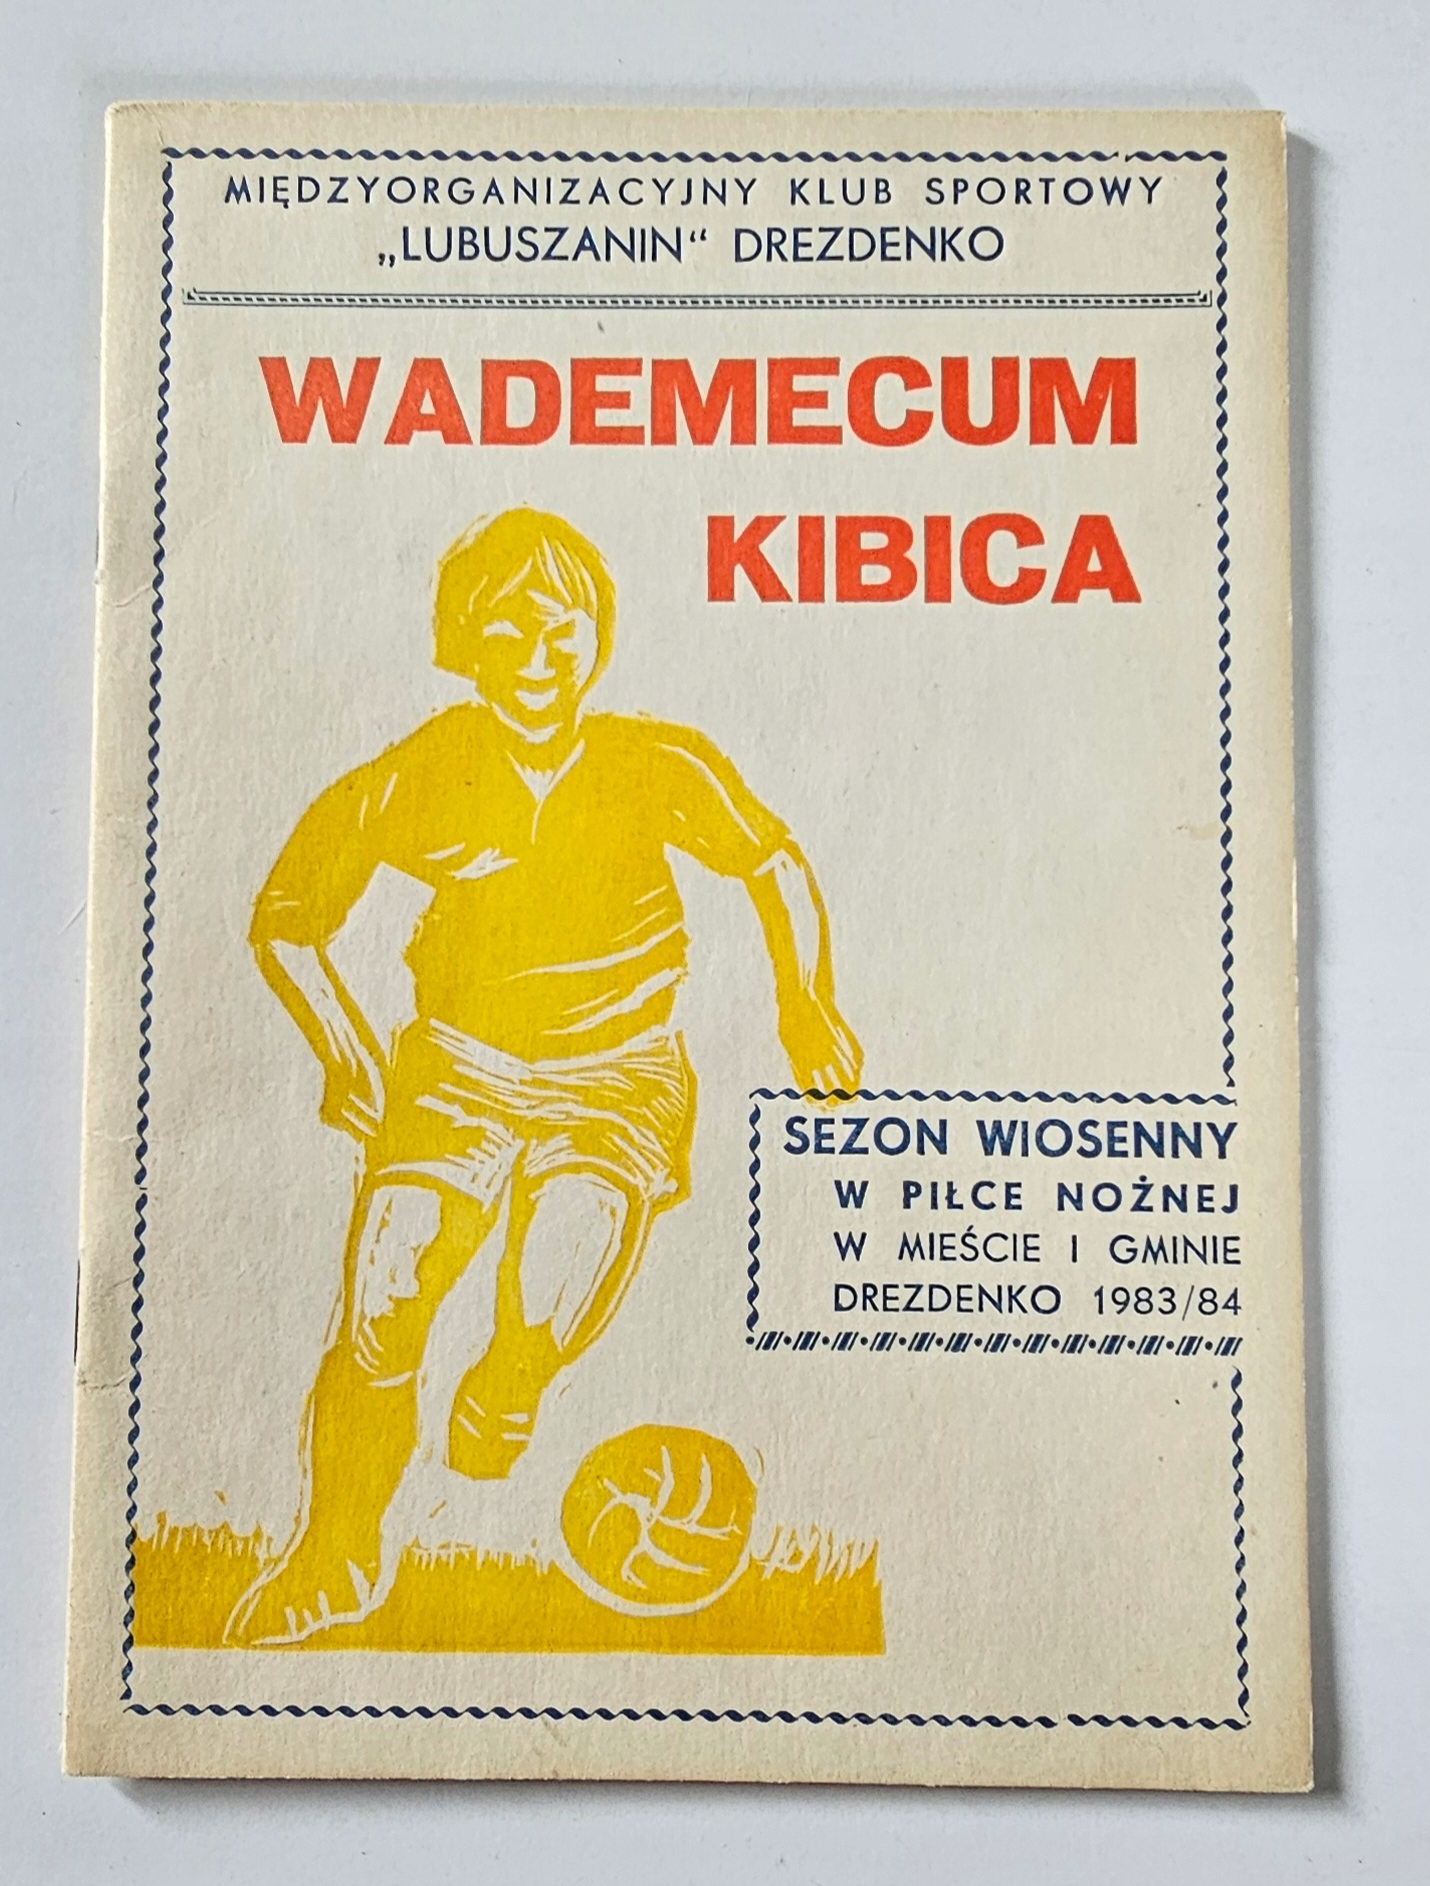 MIĘDZYORGANIZACYJNY KLUB SPORTOWY
„LUBUSZANIN“ DREZDENKO
WADEMECUM
KIBICA
SEZON WIOSENNY
W PIŁCE NOŻNEJ
W MIEŚCIE I GMINIE
DREZDENKO 1983/84